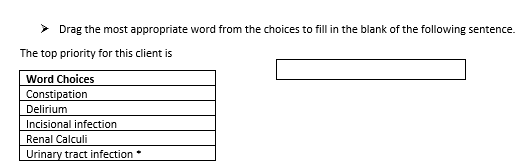 ➤ Drag the most appropriate word from the choices to fill in the blank of the following sentence.
The top priority for this client is
Word Choices
Constipation
Delirium
Incisional infection
Renal Calculi
Urinary tract infection *